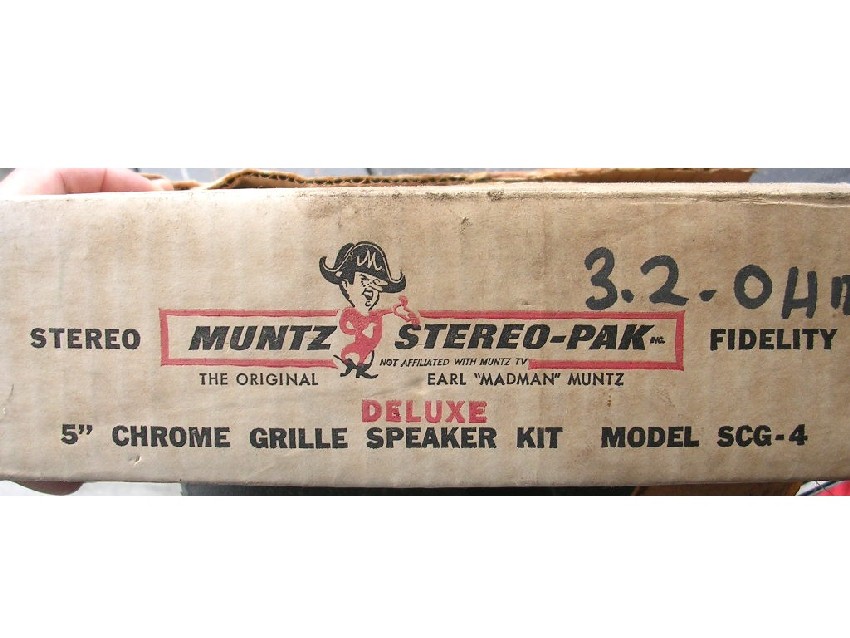 M
3.2-OHM
STEREO MUNTZ STEREO-PAK INC. FIDELITY
NOT AFFILIATED WITH MUNTZ TV
THE ORIGINAL EARL "MADMAN" MUNTZ
DELUXE
5" CHROME GRILLE SPEAKER KIT MODEL SCG-4